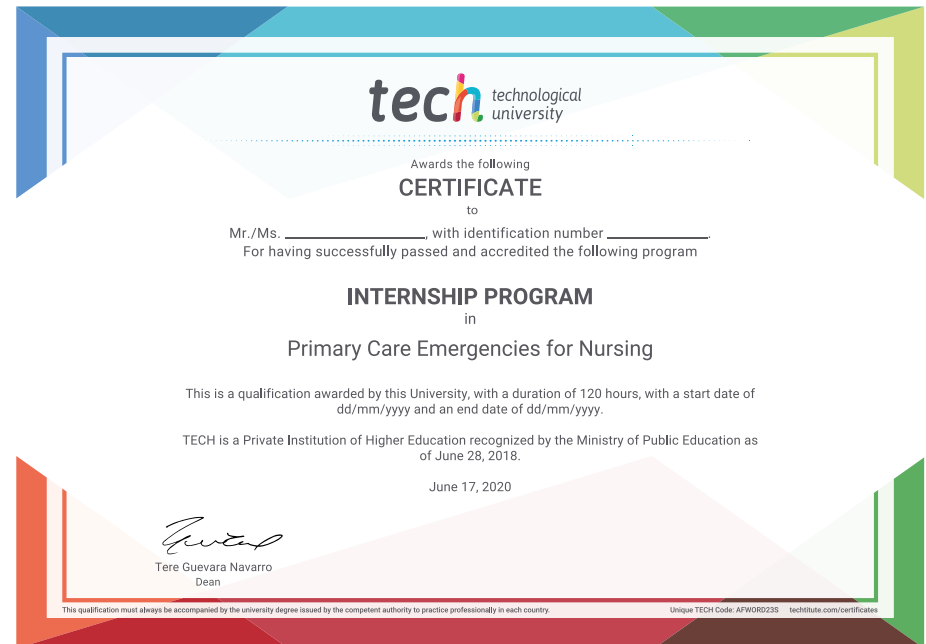 tech technological
university
Awards the following
CERTIFICATE
to
Mr./Ms. ____________________, with identification number ______________.
For having successfully passed and accredited the following program
INTERNSHIP PROGRAM
in
Primary Care Emergencies for Nursing
This is a qualification awarded by this University, with a duration of 120 hours, with a start date of
dd/mm/yyyy and an end date of dd/mm/yyyy.
TECH is a Private Institution of Higher Education recognized by the Ministry of Public Education as
of June 28, 2018.
June 17, 2020
Tere Guevara Navarro
Dean
This qualification must always be accompanied by the university degree issued by the competent authority to practice professionally in each country.
Unique TECH Code: AFWORD23S techtitute.com/certificates